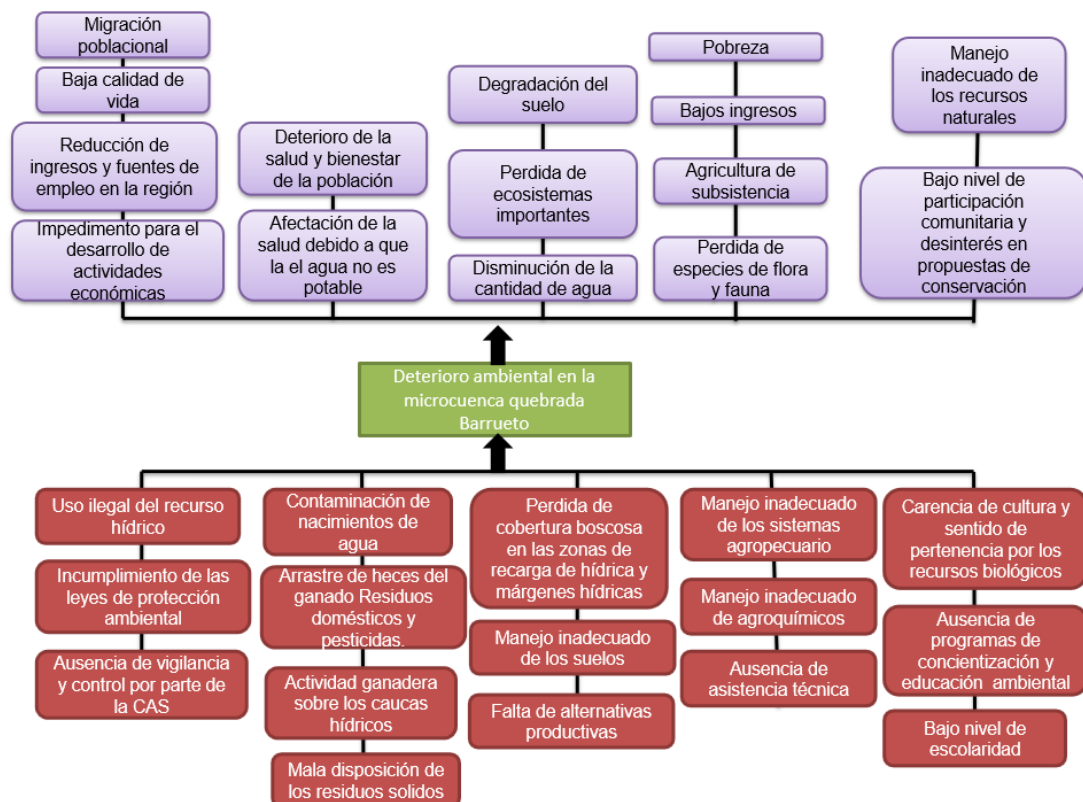 Migración
poblacional
Baja calidad de
vida
Reducción de
ingresos y fuentes de
empleo en la región
Impedimento para el
desarrollo de
actividades
económicas
Deterioro de la
salud y bienestar
de la población
Afectación de la
salud debido a que
la el agua no es
potable
Degradación del
suelo
Perdida de
ecosistemas
importantes
Disminución de la
cantidad de agua
Pobreza
Bajos ingresos
Agricultura de
subsistencia
Perdida de
especies de flora
y fauna
Manejo
inadecuado de
los recursos
naturales
Bajo nivel de
participación
comunitaria y
desinterés en
propuestas de
conservación
Deterioro ambiental en la
microcuenca quebrada
Barrueto
Uso ilegal del recurso
hídrico
Incumplimiento de las
leyes de protección
ambiental
Ausencia de vigilancia
y control por parte de
la CAS
Contaminación de
nacimientos de
agua
Arrastre de heces del
ganado Residuos
domésticos y
pesticidas.
Actividad ganadera
sobre los caucas
hídricos
Mala disposición de
los residuos solidos
Perdida de
cobertura boscosa
en las zonas de
recarga de hídrica y
márgenes hídricas
Manejo inadecuado
de los suelos
Falta de alternativas
productivas
Manejo inadecuado
de los sistemas
agropecuario
Manejo inadecuado
de agroquímicos
Ausencia de
asistencia técnica
Carencia de cultura y
sentido de
pertenencia por los
recursos biológicos
Ausencia de
programas de
concientización y
educación ambiental
Bajo nivel de
escolaridad